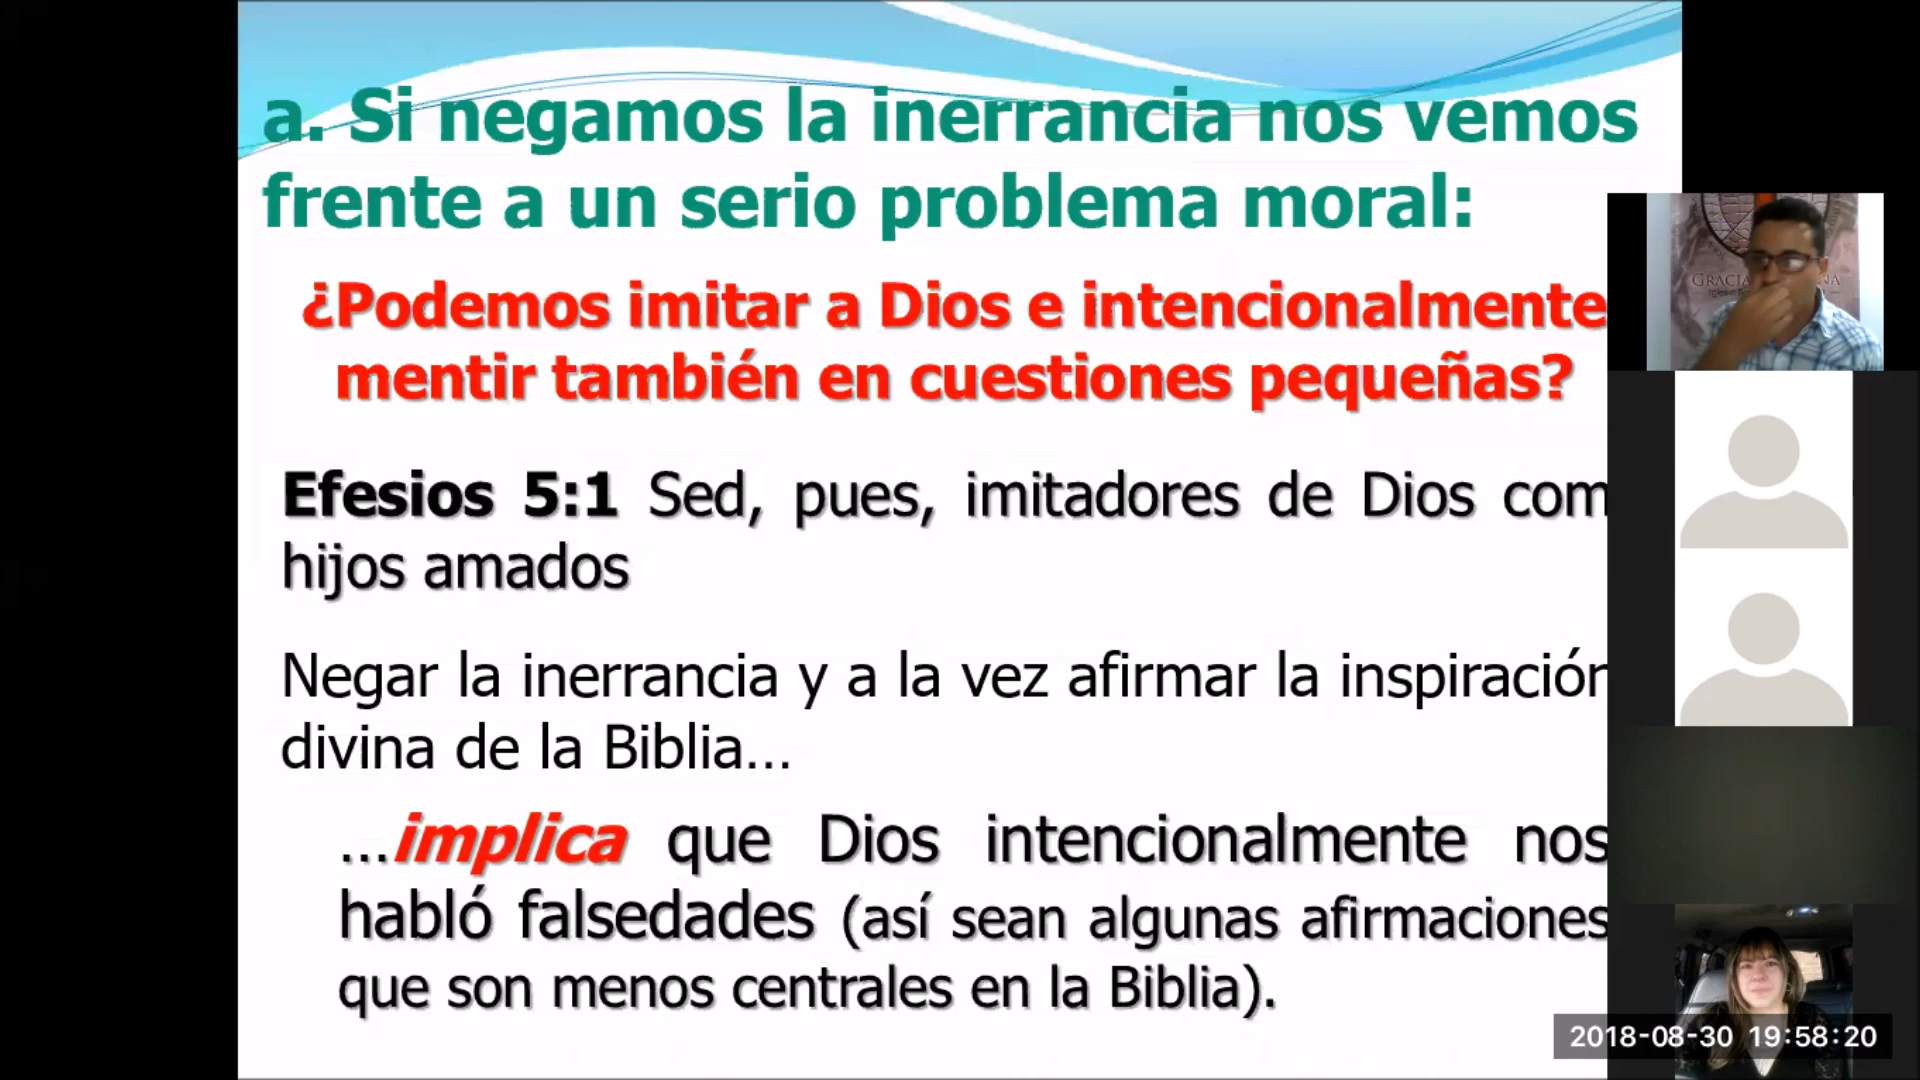 a. Si negamos la inerrancia nos vemos
frente a un serio problema moral:
¿Podemos imitar a Dios e intencionalmente
mentir también en cuestiones pequeñas?
Efesios 5:1 Sed, pues, imitadores de Dios com
hijos amados
Negar la inerrancia y a la vez afirmar la inspiración
divina de la Biblia...
...implica que Dios intencionalmente nos
habló falsedades (así sean algunas afirmaciones
que son menos centrales en la Biblia).
GRACIA
2018-08-30 19:58:20